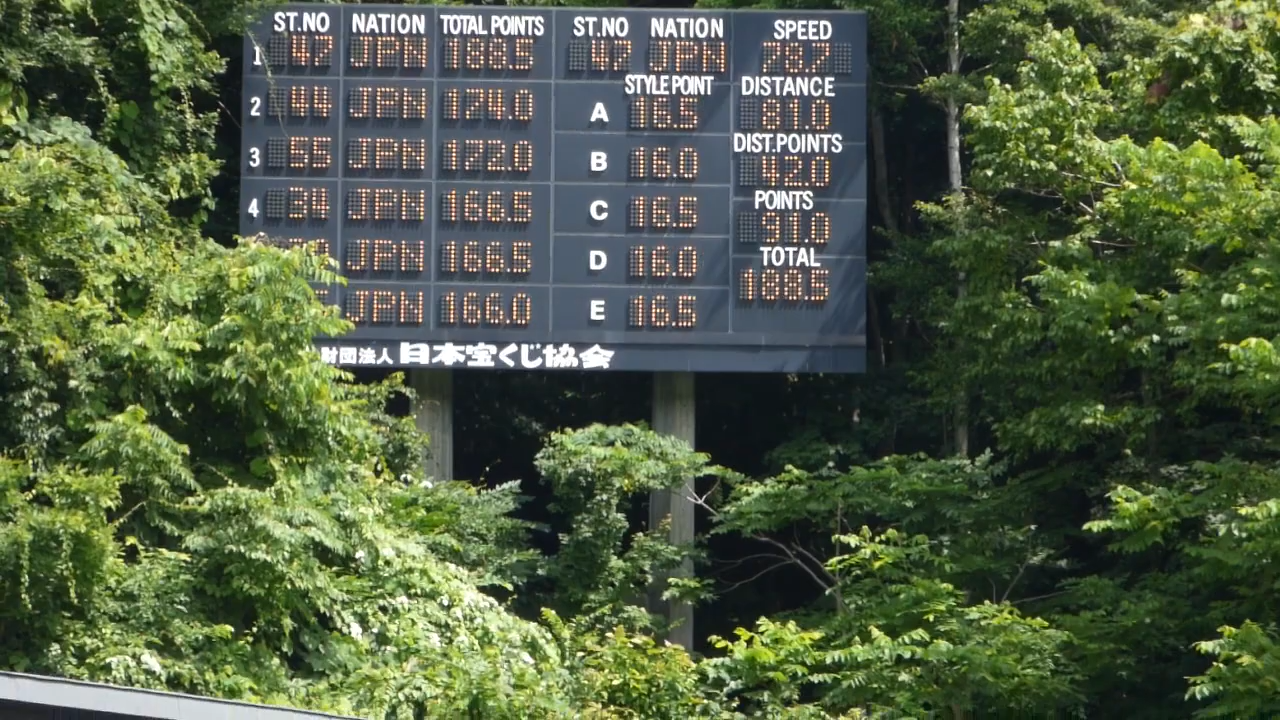 ST.NO NATION TOTAL POINTS ST.NO NATION SPEED
1 47 JPN 188.5 47 JPN 78.7
STYLE POINT DISTANCE
2 44 JPN 174.0 A 16.5 81.0
DIST.POINTS
3 55 JPN 172.0 B 16.0 42.0
POINTS
4 34 JPN 166.5 C 16.5 91.0
TOTAL
JPN 166.5 D 16.0 188.5
JPN 166.0 E 16.5
財団法人 日本宝くじ協会